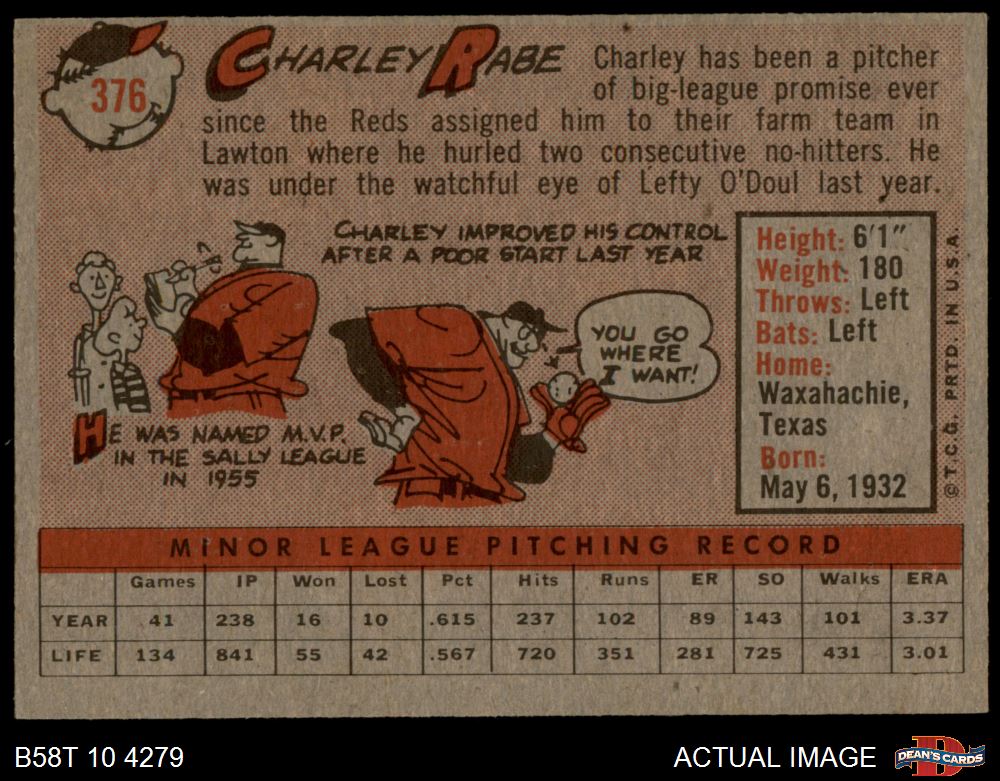 376
CHARLEY RABE
Charley has been a pitcher
of big-league promise ever
since the Reds assigned him to their farm team in
Lawton where he hurled two consecutive no-hitters. He
was under the watchful eye of Lefty O'Doul last year.
CHARLEY IMPROVED HIS CONTROL
AFTER A POOR START LAST YEAR
YOU GO
WHERE
I WANT!
HE WAS NAMED M.V.P.
IN THE SALLY LEAGUE
IN 1955
Height: 6'1"
Weight: 180
Throws: Left
Bats: Left
Home:
Waxahachie,
Texas
Born:
May 6, 1932
© T.C.G. PRTD. IN U.S.A.
MINOR LEAGUE PITCHING RECORD
Games IP Won Lost Pct Hits Runs ER SO Walks ERA
YEAR 41 238 16 10 .615 237 102 89 143 101 3.37
LIFE 134 841 55 42 .567 720 351 281 725 431 3.01
B58T 10 4279
ACTUAL IMAGE
D
DEAN'S CARDS